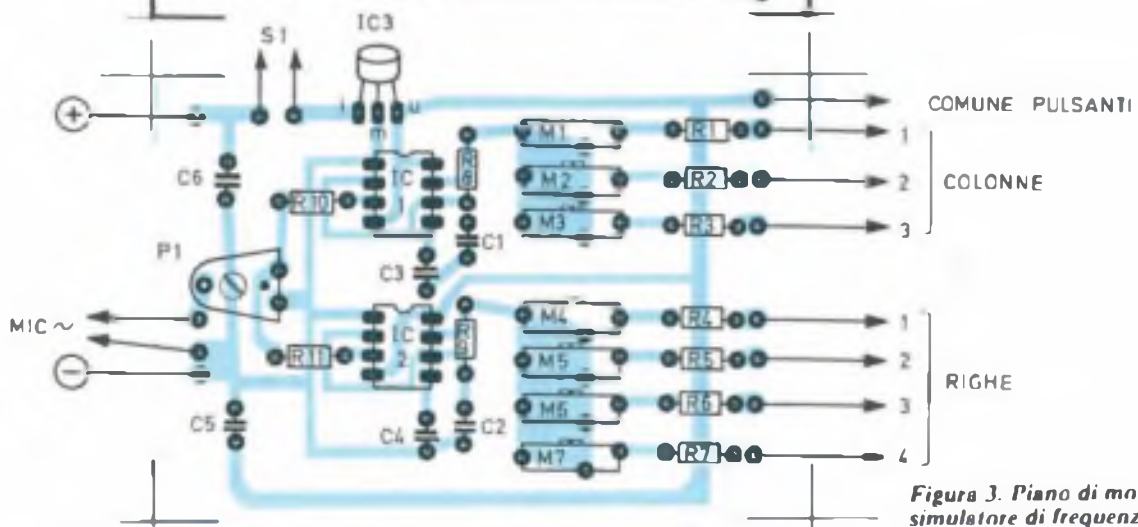 S1
IC3
i
m
u
+
C6
R10
IC
1
R8
C1
C3
P1
MIC ~
−
R11
IC
2
C4
C2
C5
M1
M2
M3
M4
M5
M6
M7
R1
R2
R3
R4
R5
R6
R7
COMUNE PULSANTI
1
2
3
COLONNE
1
2
3
4
RIGHE
Figura 3. Piano di mo
simulatore di frequenz